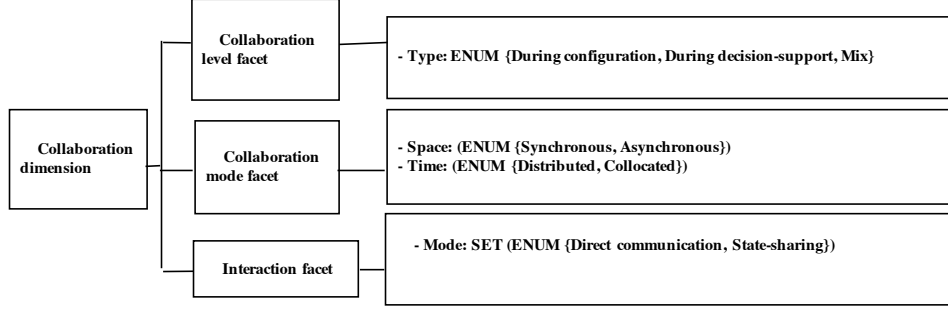 Collaboration
level facet
- Type: ENUM {During configuration, During decision-support, Mix}
Collaboration
dimension
Collaboration
mode facet
- Space: (ENUM {Synchronous, Asynchronous})
- Time: (ENUM {Distributed, Collocated})
Interaction facet
- Mode: SET (ENUM {Direct communication, State-sharing})